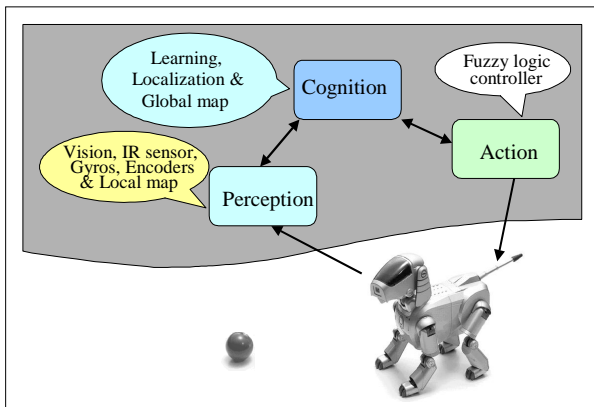 Learning,
Localization &
Global map
Cognition
Fuzzy logic
controller
Vision, IR sensor,
Gyros, Encoders
& Local map
Perception
Action